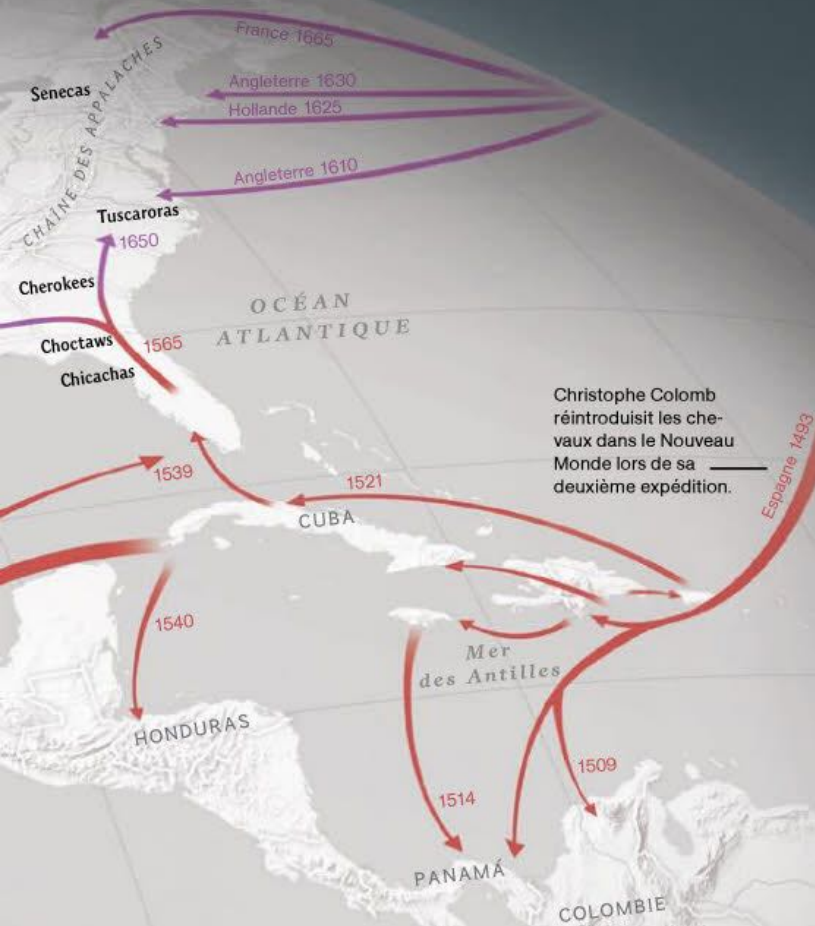 France 1665
Senecas
Angleterre 1630
Hollande 1625
CHAÎNE DES APPALACHES
Angleterre 1610
Tuscaroras
1650
Cherokees
OCÉAN
ATLANTIQUE
Choctaws
1565
Chicachas
Christophe Colomb
réintroduisit les che-
vaux dans le Nouveau
Monde lors de sa
deuxième expédition.
Espagne 1493
1539
1521
CUBA
1540
Mer
des Antilles
HONDURAS
1509
1514
PANAMÁ
COLOMBIE